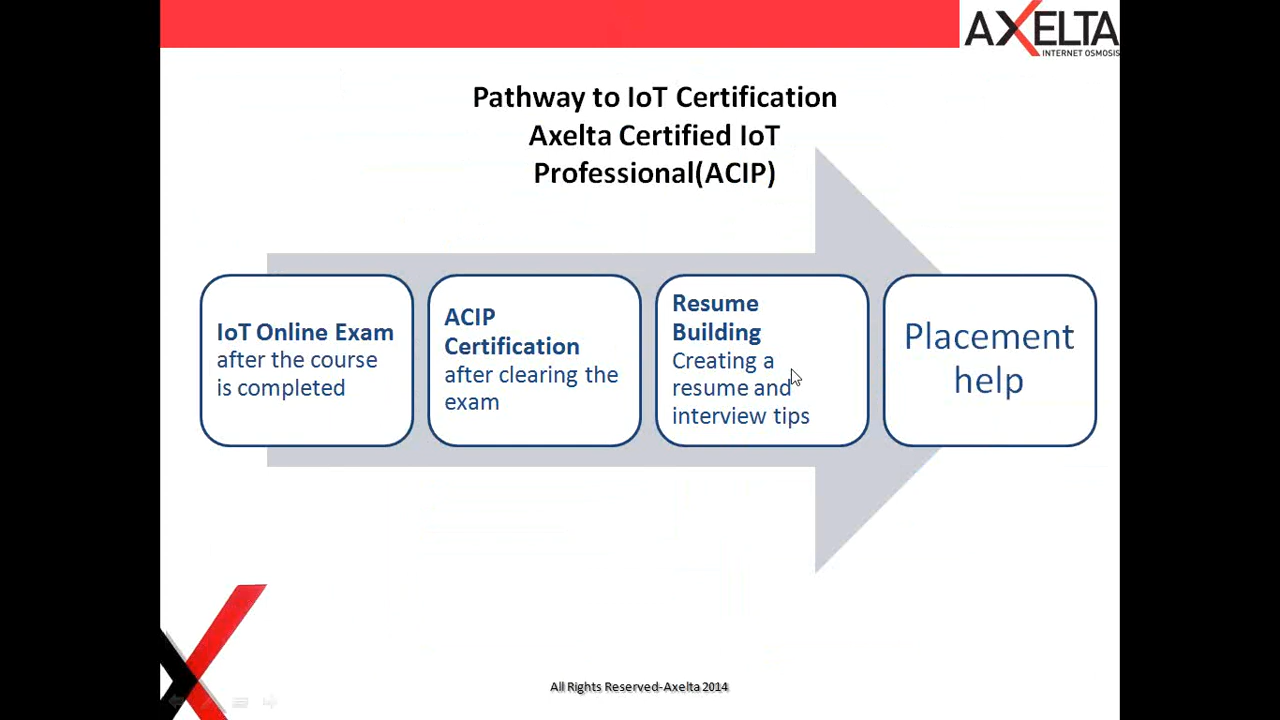 AXELTA
INTERNET OSMOSIS
Pathway to IoT Certification
Axelta Certified IoT
Professional(ACIP)
IoT Online Exam
after the course
is completed
ACIP
Certification
after clearing the
exam
Resume
Building
Creating a
resume and
interview tips
Placement
help
All Rights Reserved-Axelta 2014